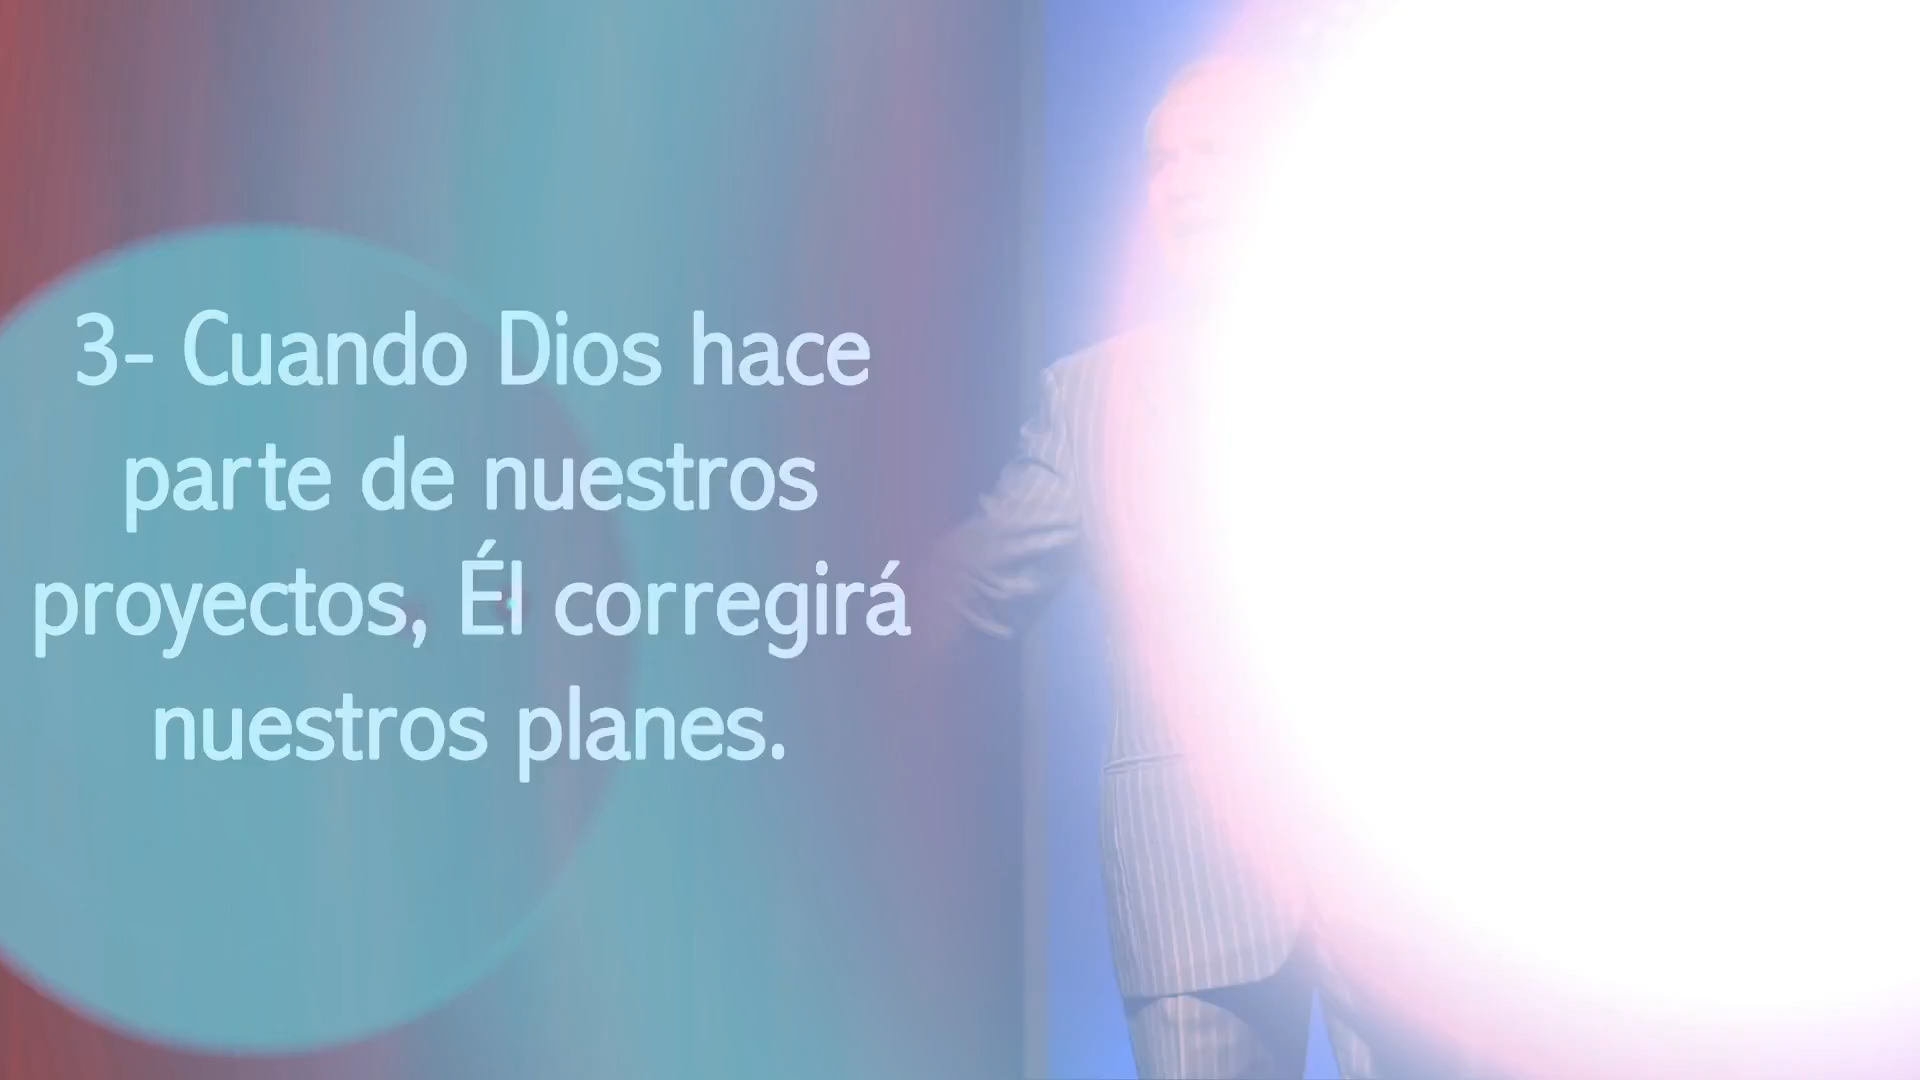 3- Cuando Dios hace
parte de nuestros
proyectos, Él corregirá
nuestros planes.